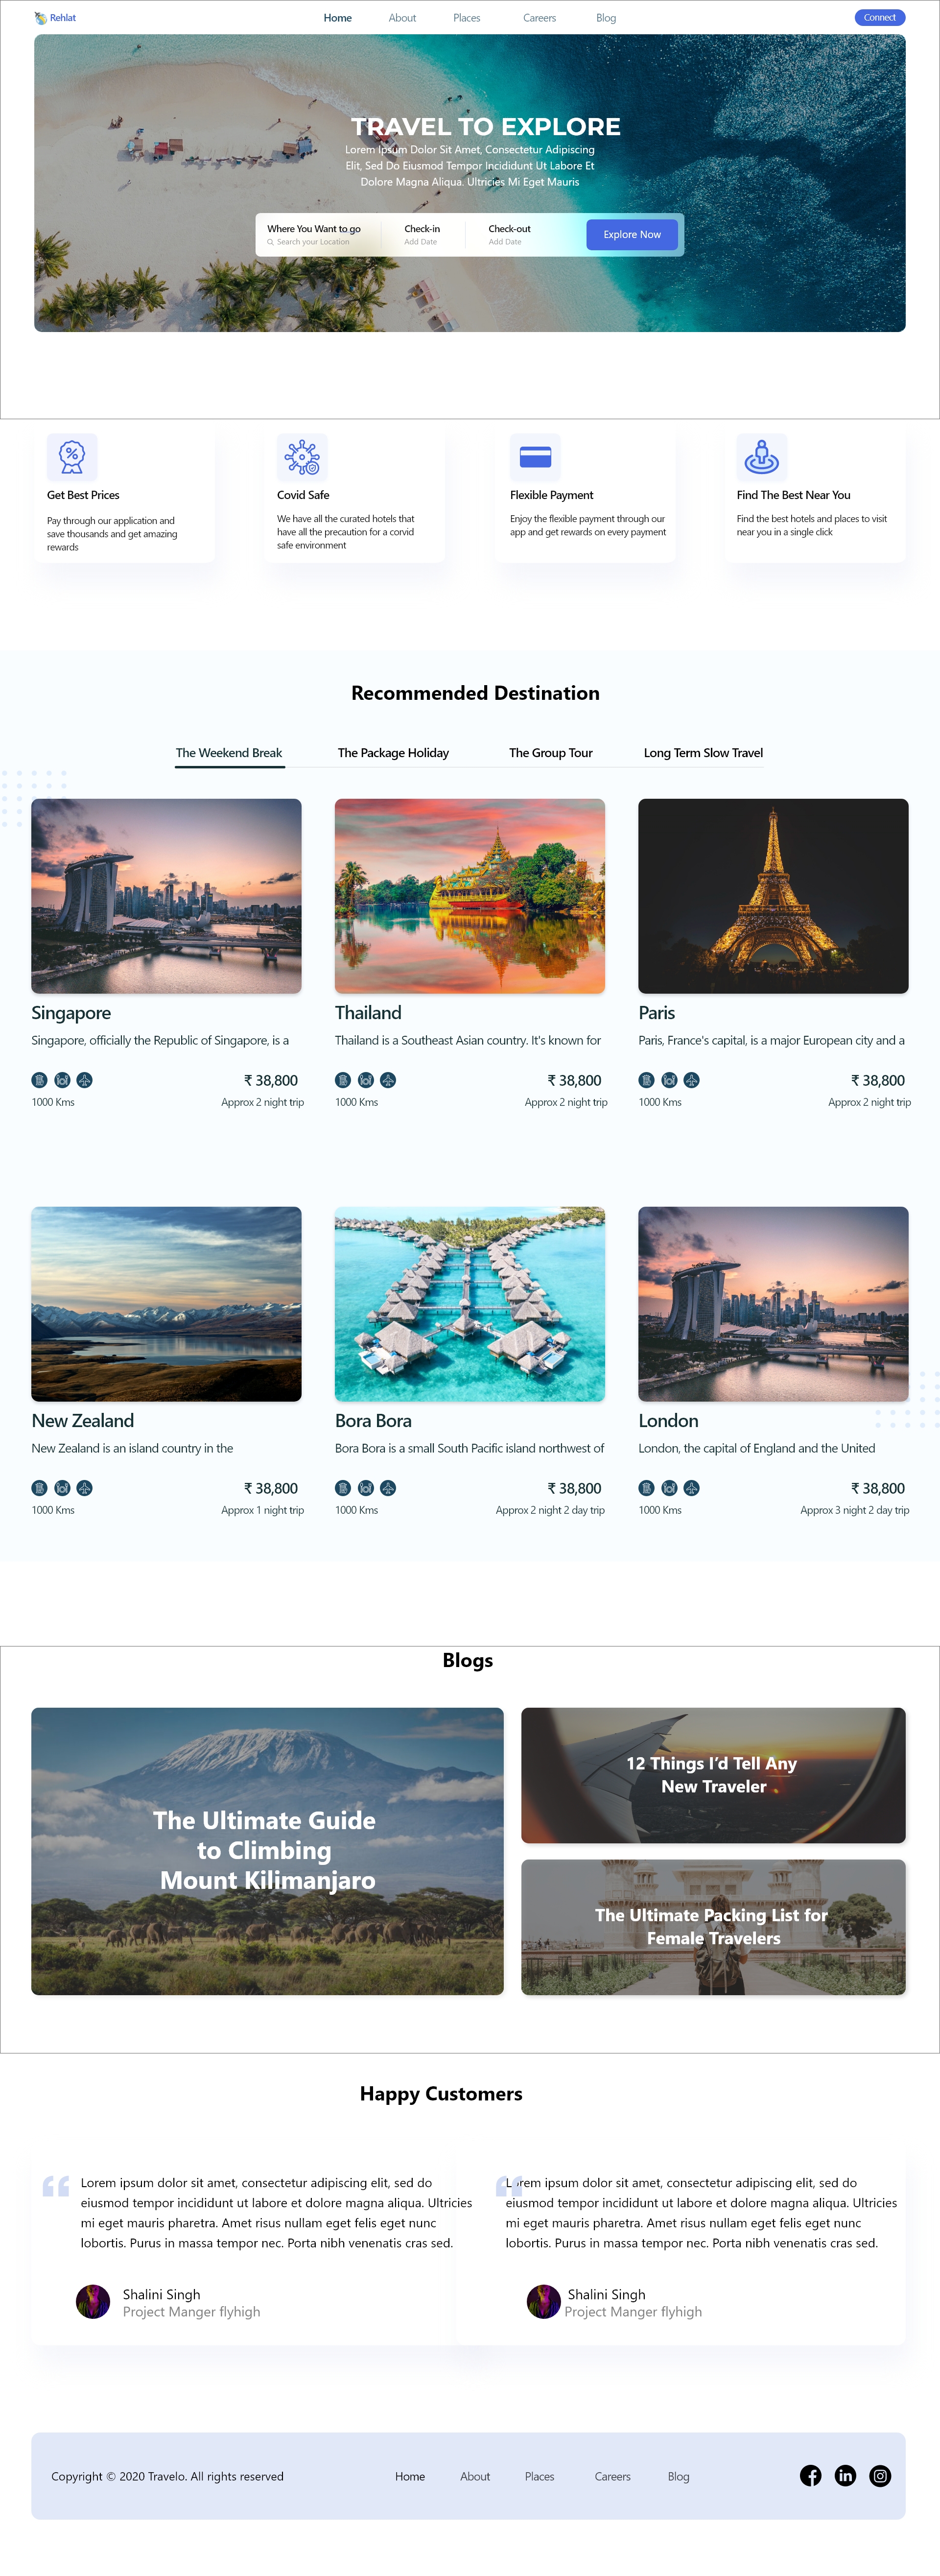 Rehlat
Home About Places Careers Blog
Connect
TRAVEL TO EXPLORE
Lorem Ipsum Dolor Sit Amet, Consectetur Adipiscing
Elit, Sed Do Eiusmod Tempor Incididunt Ut Labore Et
Dolore Magna Aliqua. Ultricies Mi Eget Mauris
Where You Want to go
Search your Location
Check-in
Add Date
Check-out
Add Date
Explore Now
Get Best Prices
Pay through our application and
save thousands and get amazing
rewards
Covid Safe
We have all the curated hotels that
have all the precaution for a corvid
safe environment
Flexible Payment
Enjoy the flexible payment through our
app and get rewards on every payment
Find The Best Near You
Find the best hotels and places to visit
near you in a single click
Recommended Destination
The Weekend Break The Package Holiday The Group Tour Long Term Slow Travel
Singapore
Singapore, officially the Republic of Singapore, is a
₹ 38,800
1000 Kms Approx 2 night trip
Thailand
Thailand is a Southeast Asian country. It's known for
₹ 38,800
1000 Kms Approx 2 night trip
Paris
Paris, France's capital, is a major European city and a
₹ 38,800
1000 Kms Approx 2 night trip
New Zealand
New Zealand is an island country in the
₹ 38,800
1000 Kms Approx 1 night trip
Bora Bora
Bora Bora is a small South Pacific island northwest of
₹ 38,800
1000 Kms Approx 2 night 2 day trip
London
London, the capital of England and the United
₹ 38,800
1000 Kms Approx 3 night 2 day trip
Blogs
The Ultimate Guide
to Climbing
Mount Kilimanjaro
12 Things I’d Tell Any
New Traveler
The Ultimate Packing List for
Female Travelers
Happy Customers
Lorem ipsum dolor sit amet, consectetur adipiscing elit, sed do
eiusmod tempor incididunt ut labore et dolore magna aliqua. Ultricies
mi eget mauris pharetra. Amet risus nullam eget felis eget nunc
lobortis. Purus in massa tempor nec. Porta nibh venenatis cras sed.
Shalini Singh
Project Manger flyhigh
Lorem ipsum dolor sit amet, consectetur adipiscing elit, sed do
eiusmod tempor incididunt ut labore et dolore magna aliqua. Ultricies
mi eget mauris pharetra. Amet risus nullam eget felis eget nunc
lobortis. Purus in massa tempor nec. Porta nibh venenatis cras sed.
Shalini Singh
Project Manger flyhigh
Copyright © 2020 Travelo. All rights reserved
Home About Places Careers Blog